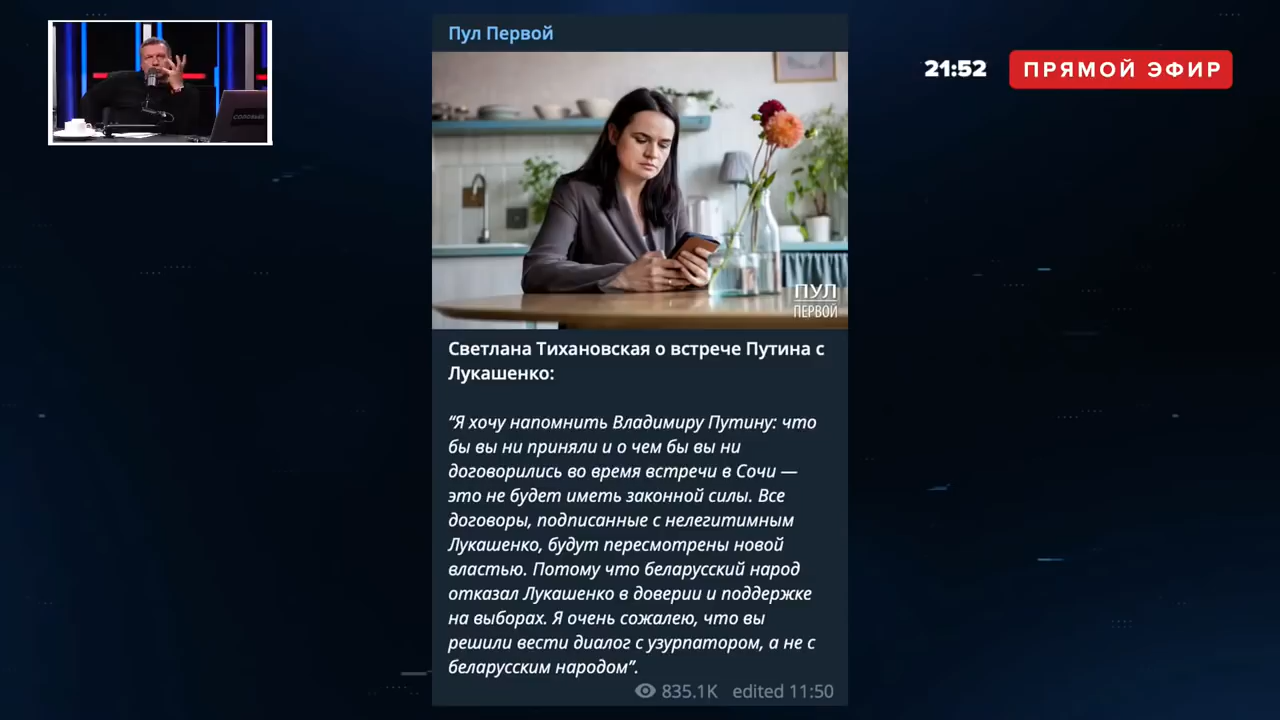 Пул Первой
21:52
ПРЯМОЙ ЭФИР
СОЛОВЬЁВ
ПУЛ
ПЕРВОЙ
Светлана Тихановская о встрече Путина с
Лукашенко:
“Я хочу напомнить Владимиру Путину: что
бы вы ни приняли и о чем бы вы ни
договорились во время встречи в Сочи —
это не будет иметь законной силы. Все
договоры, подписанные с нелегитимным
Лукашенко, будут пересмотрены новой
властью. Потому что беларусский народ
отказал Лукашенко в доверии и поддержке
на выборах. Я очень сожалею, что вы
решили вести диалог с узурпатором, а не с
беларусским народом”.
835.1K edited 11:50